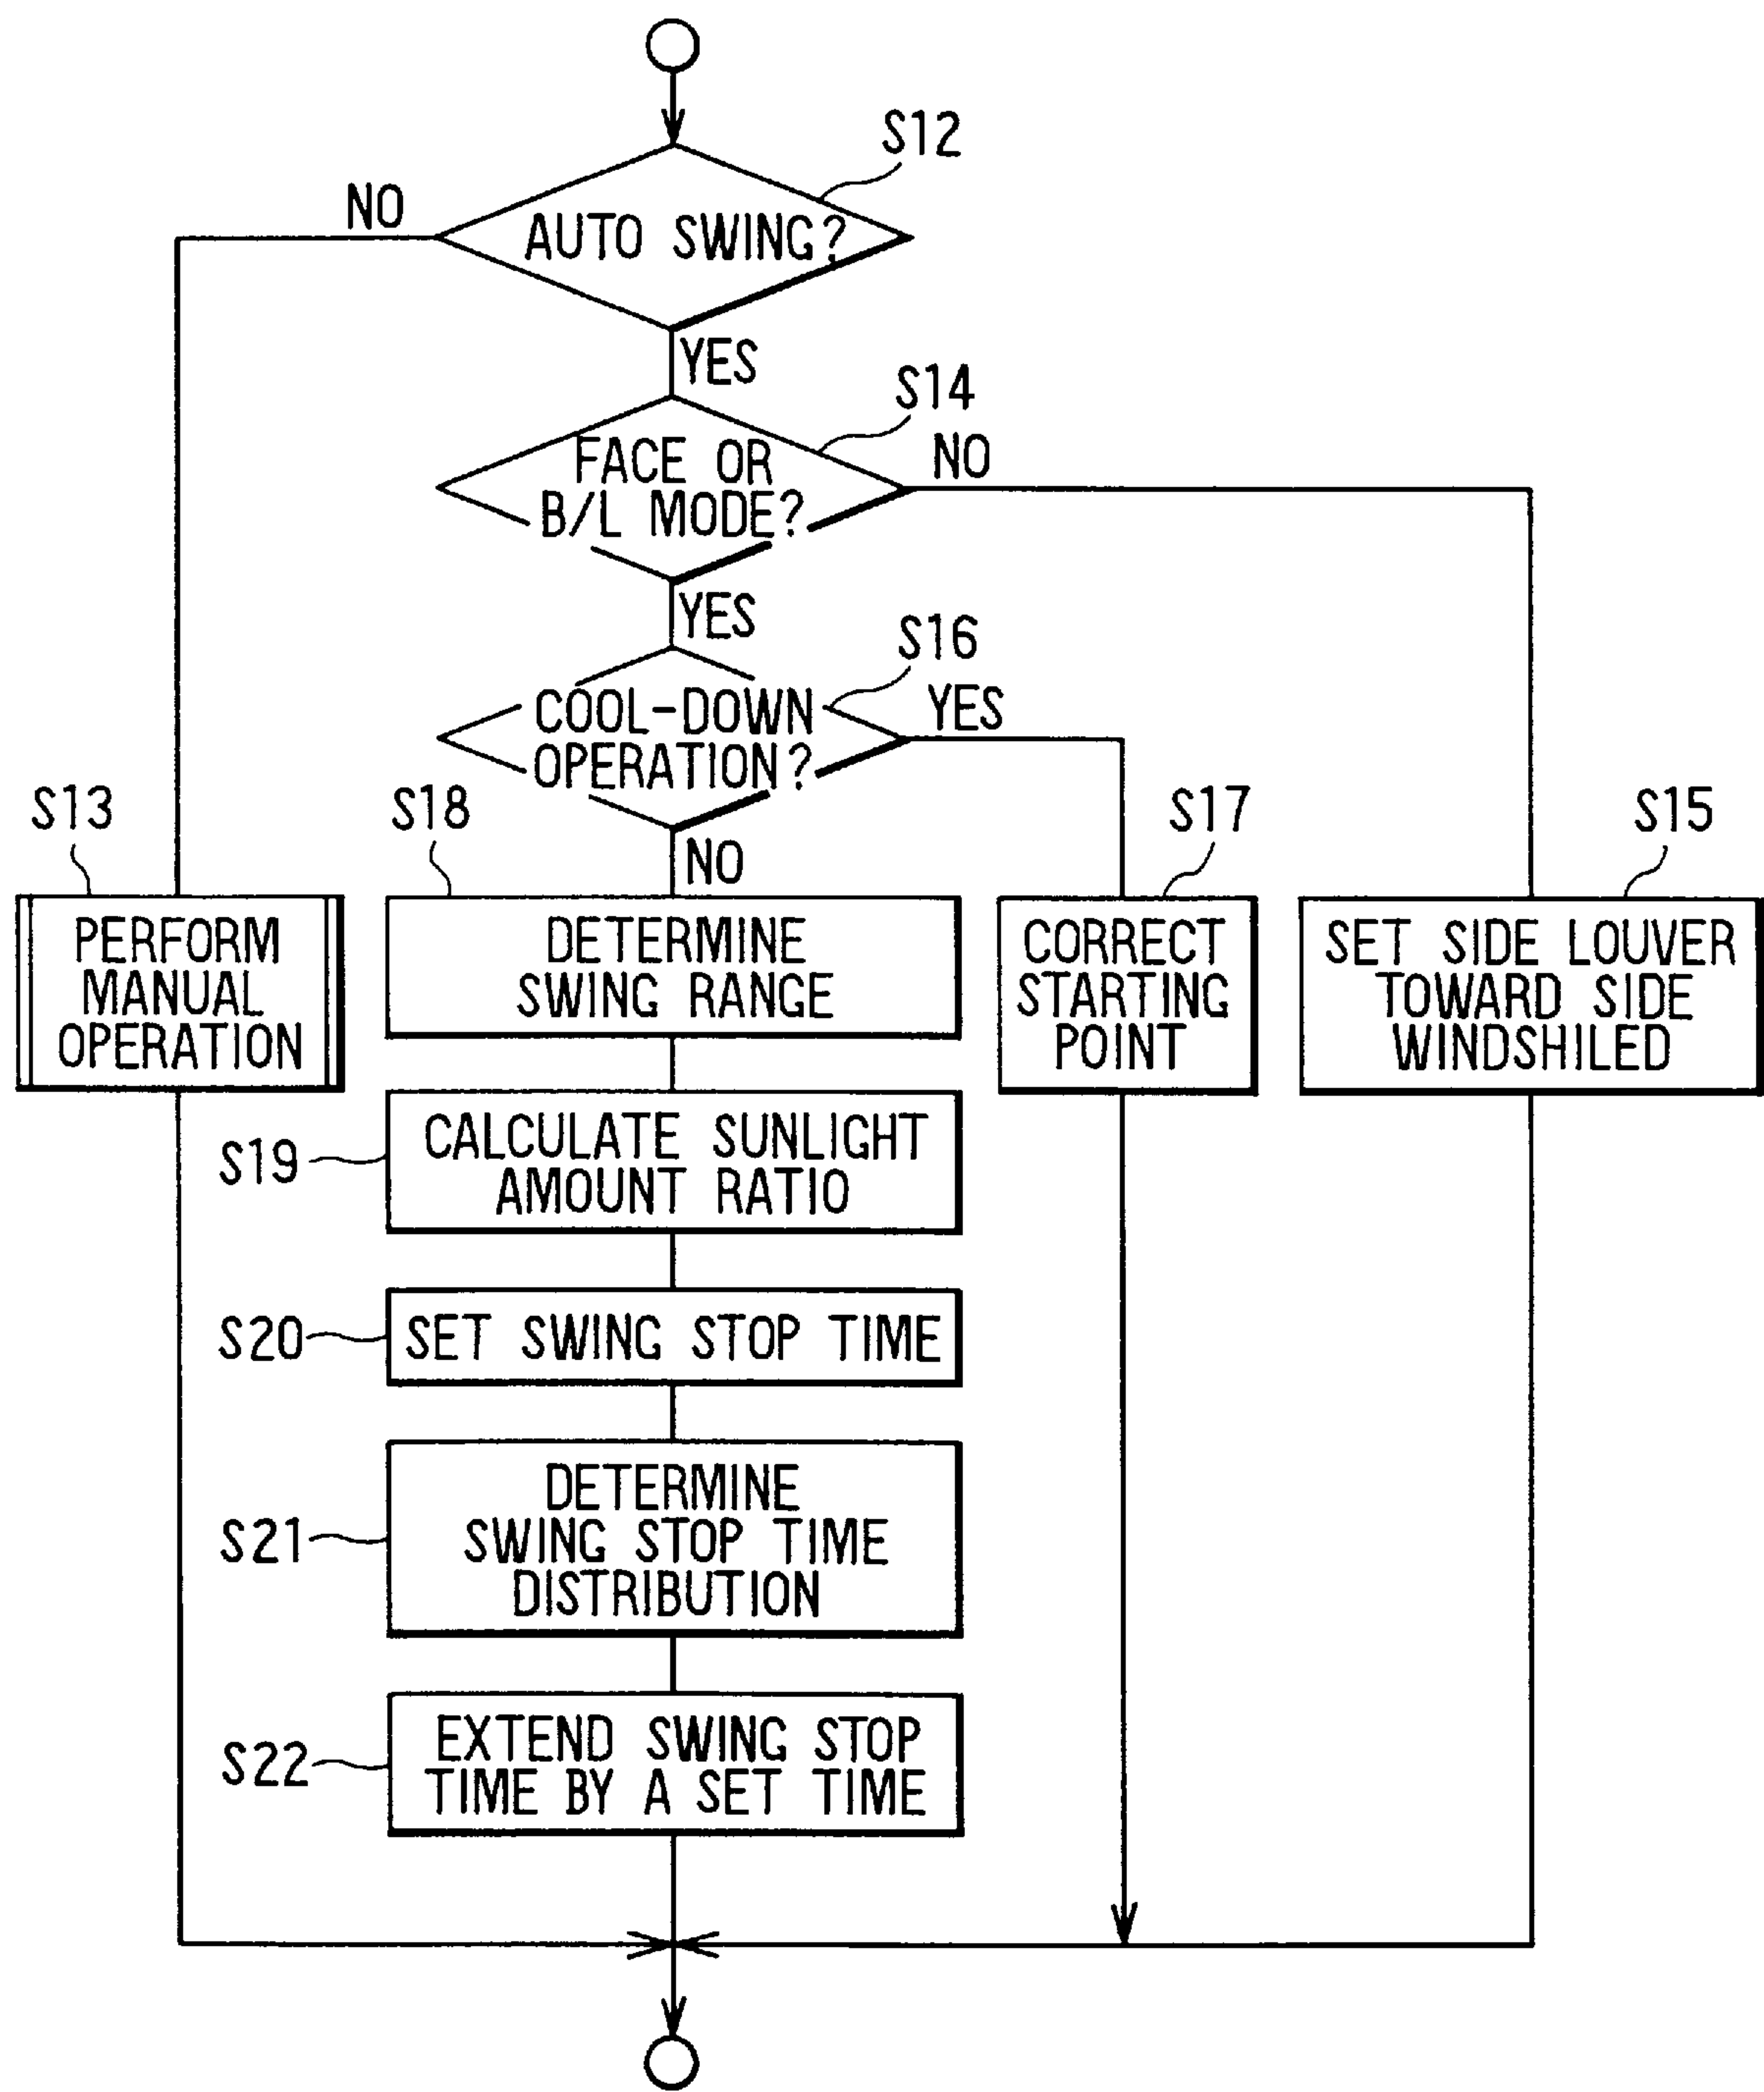 S12
NO
AUTO SWING?
YES
S14
FACE OR
B/L MODE?
NO
YES
S16
COOL-DOWN
OPERATION?
YES
NO
S13
PERFORM
MANUAL
OPERATION
S18
DETERMINE
SWING RANGE
S17
CORRECT
STARTING
POINT
S15
SET SIDE LOUVER
TOWARD SIDE
WINDSHILED
S19
CALCULATE SUNLIGHT
AMOUNT RATIO
S20
SET SWING STOP TIME
S21
DETERMINE
SWING STOP TIME
DISTRIBUTION
S22
EXTEND SWING STOP
TIME BY A SET TIME